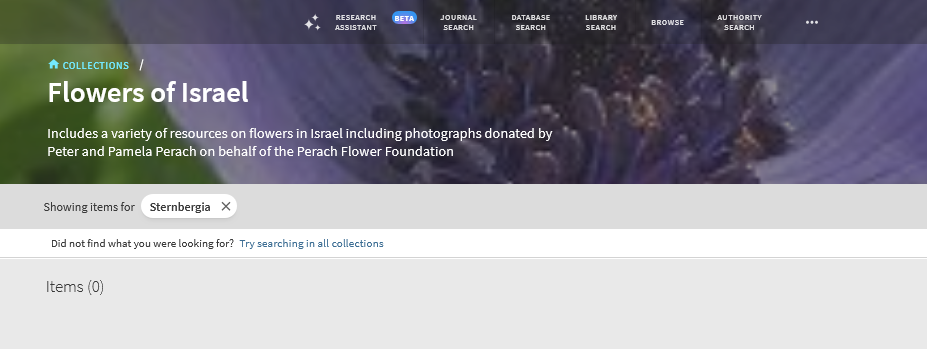 RESEARCH ASSISTANT BETA JOURNAL SEARCH DATABASE SEARCH LIBRARY SEARCH BROWSE AUTHORITY SEARCH ...
COLLECTIONS /
Flowers of Israel
Includes a variety of resources on flowers in Israel including photographs donated by
Peter and Pamela Perach on behalf of the Perach Flower Foundation
Showing items for Sternbergia ×
Did not find what you were looking for? Try searching in all collections
Items (0)